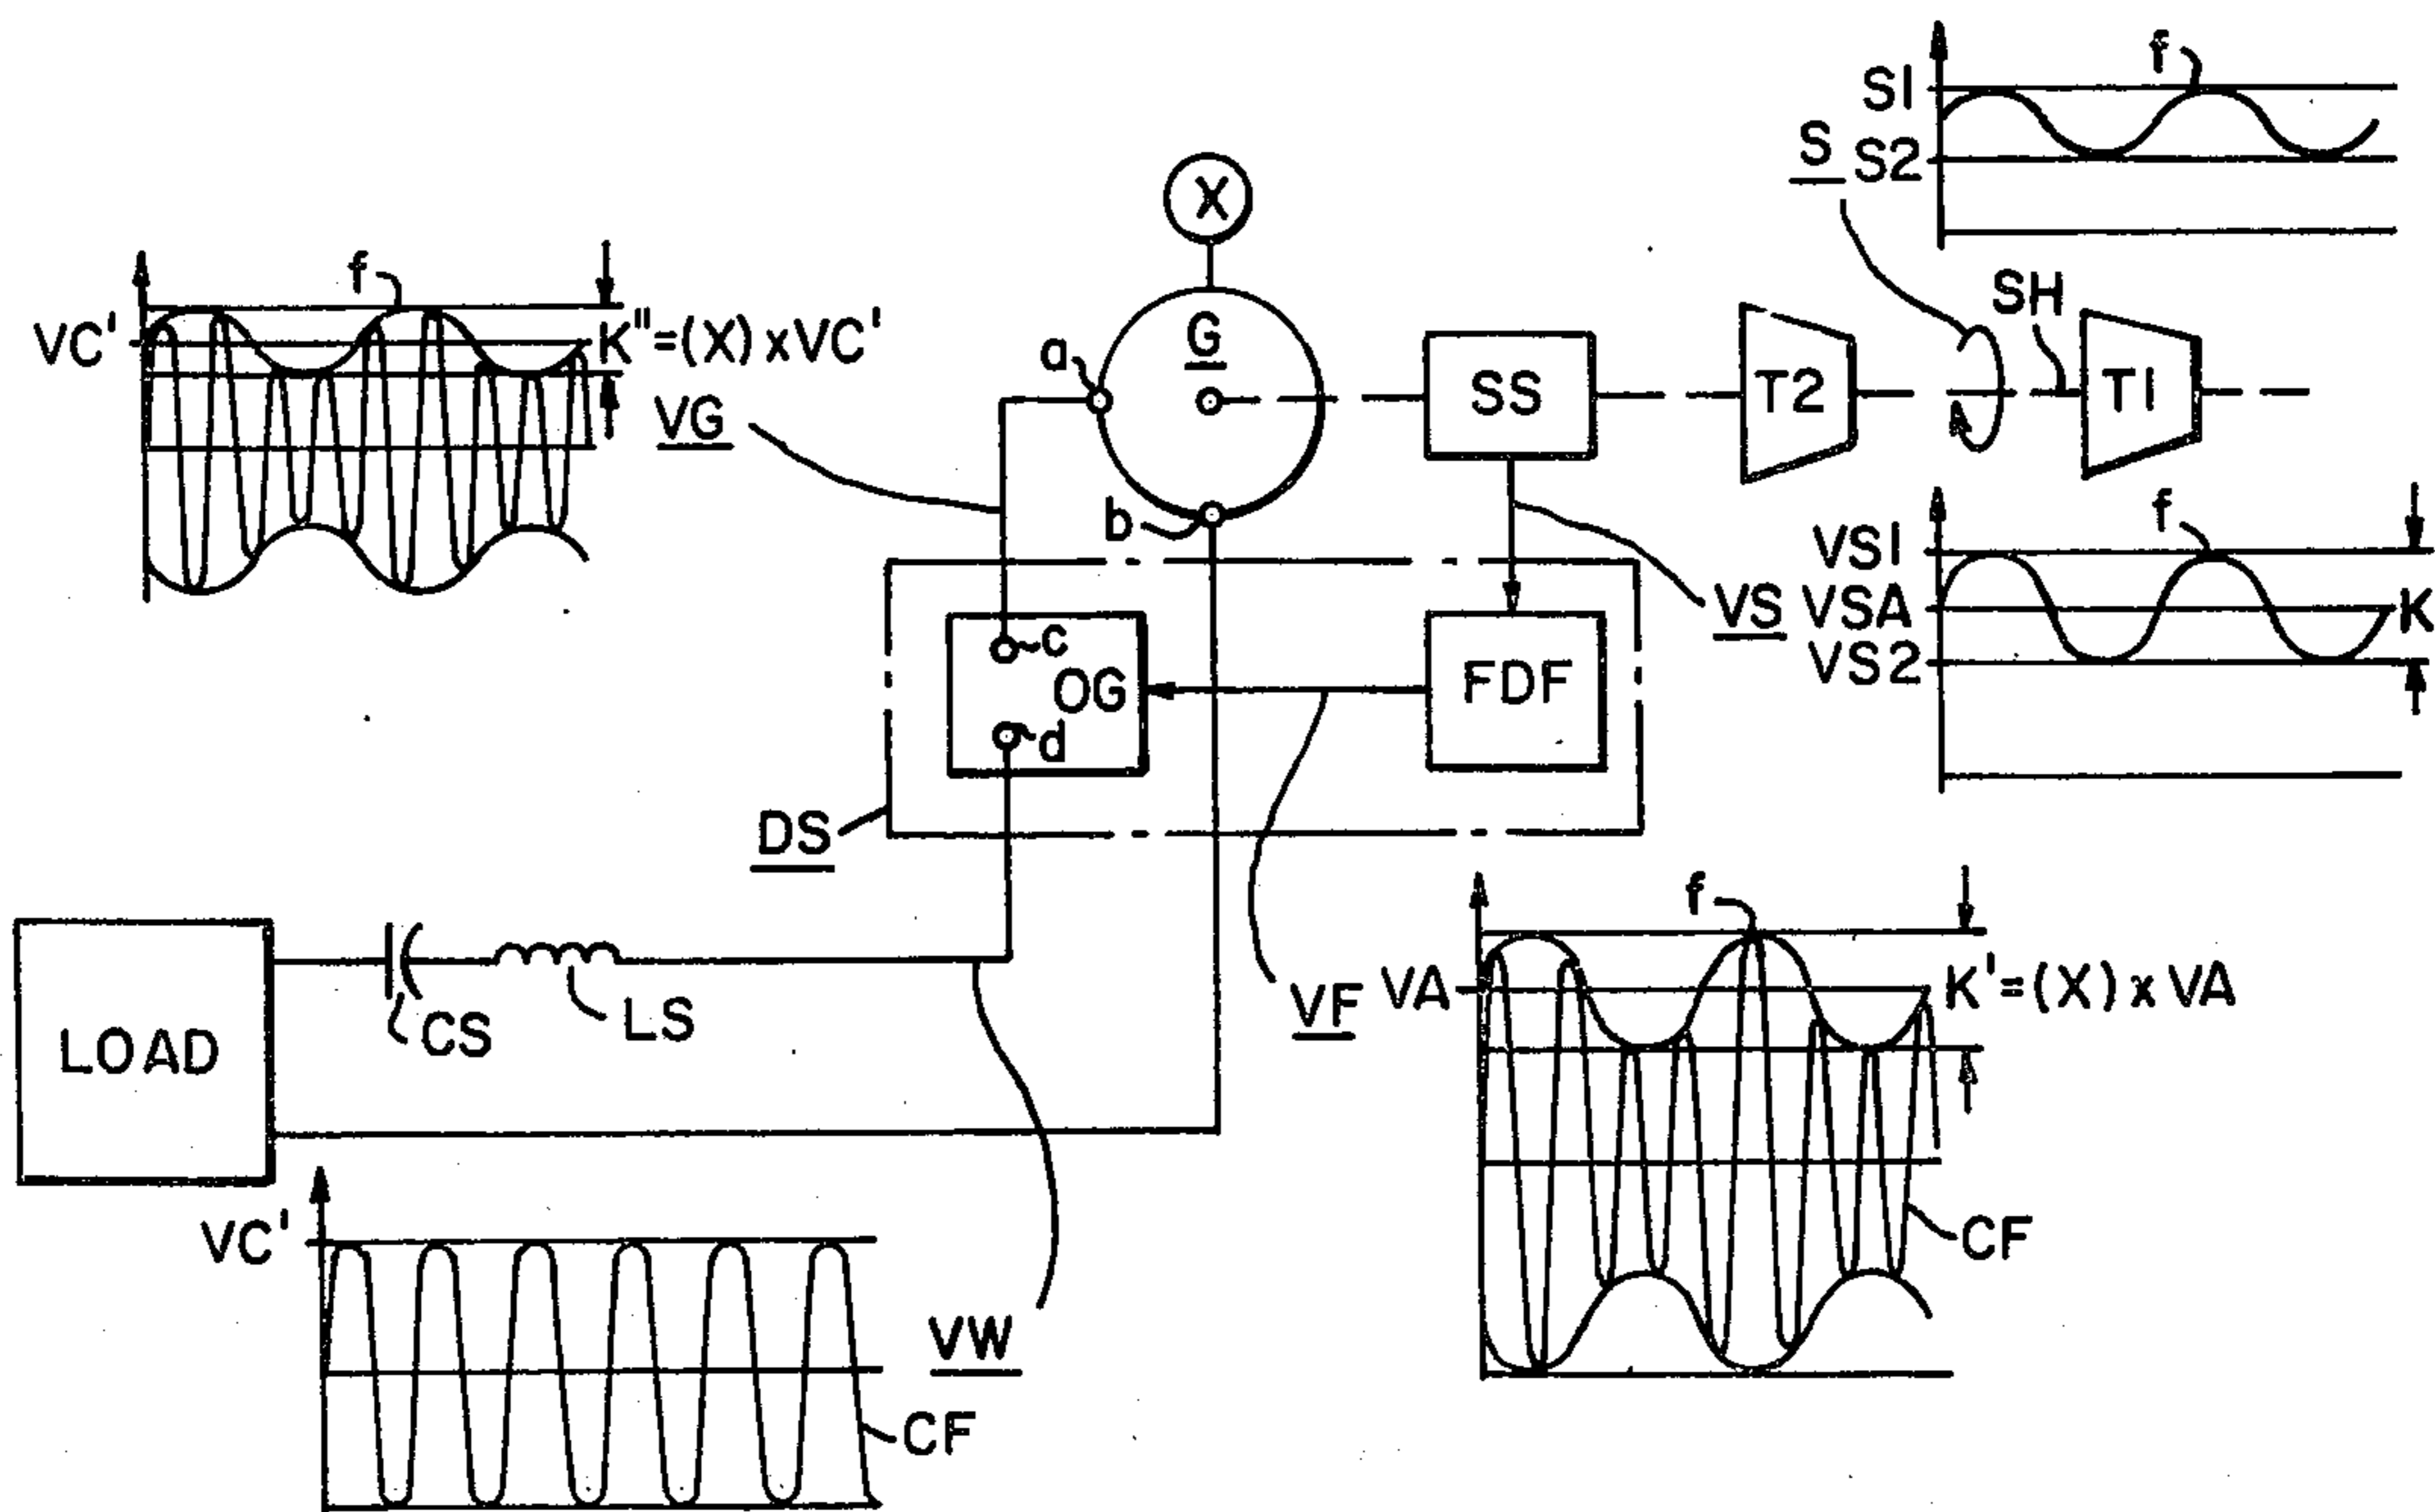 f
S1
S S2
X
f
VC'
K"=(X)xVC'
VG
a
G
SS
T2
SH
T1
b
f
VS1
VS VSA
K
VS2
c
OG
d
FDF
DS
f
VF VA
K'=(X)xVA
LOAD
CS
LS
VC'
CF
VW
CF